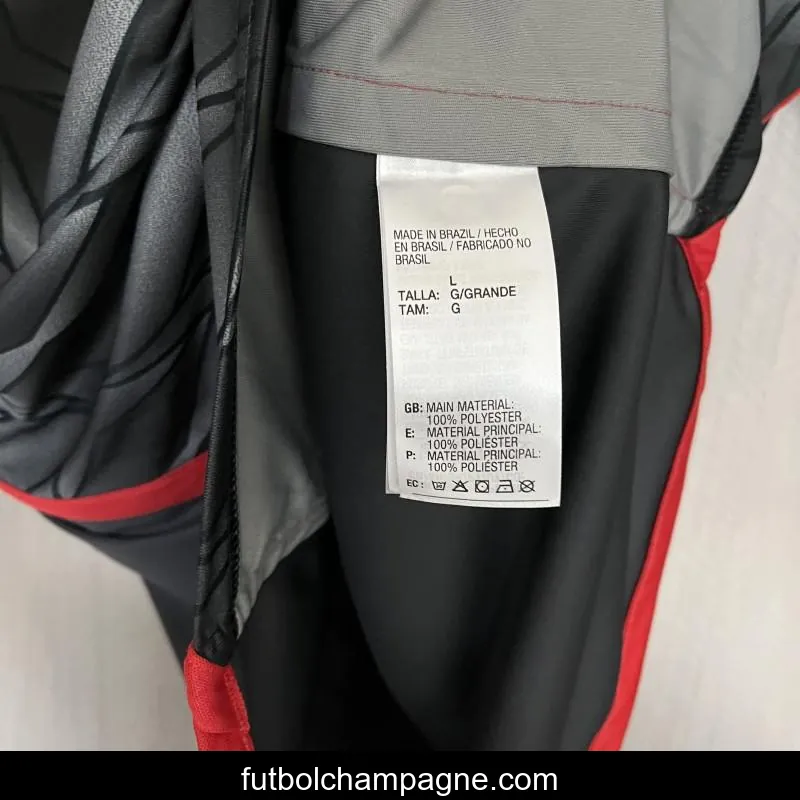 MADE IN BRAZIL / HECHO
EN BRASIL / FABRICADO NO
BRASIL
L
TALLA: G/GRANDE
TAM: G
GB: MAIN MATERIAL:
100% POLYESTER
E: MATERIAL PRINCIPAL:
100% POLIÉSTER
P: MATERIAL PRINCIPAL:
100% POLIÉSTER
EC:
futbolchampagne.com